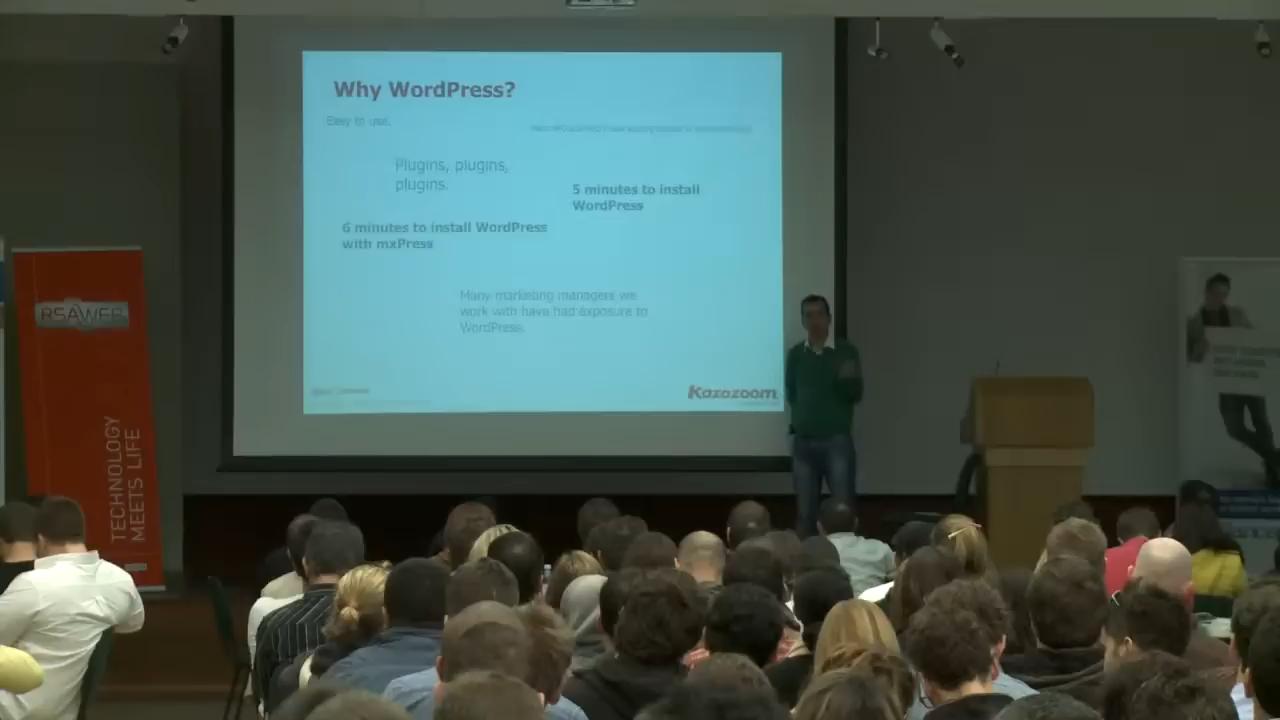 Why WordPress?
Easy to use.
Plugins, plugins,
plugins.
5 minutes to install
WordPress
6 minutes to install WordPress
with mxPress
Many marketing managers we
work with have had exposure to
WordPress.
Kazazoom
RSAWEB
TECHNOLOGY
MEETS LIFE